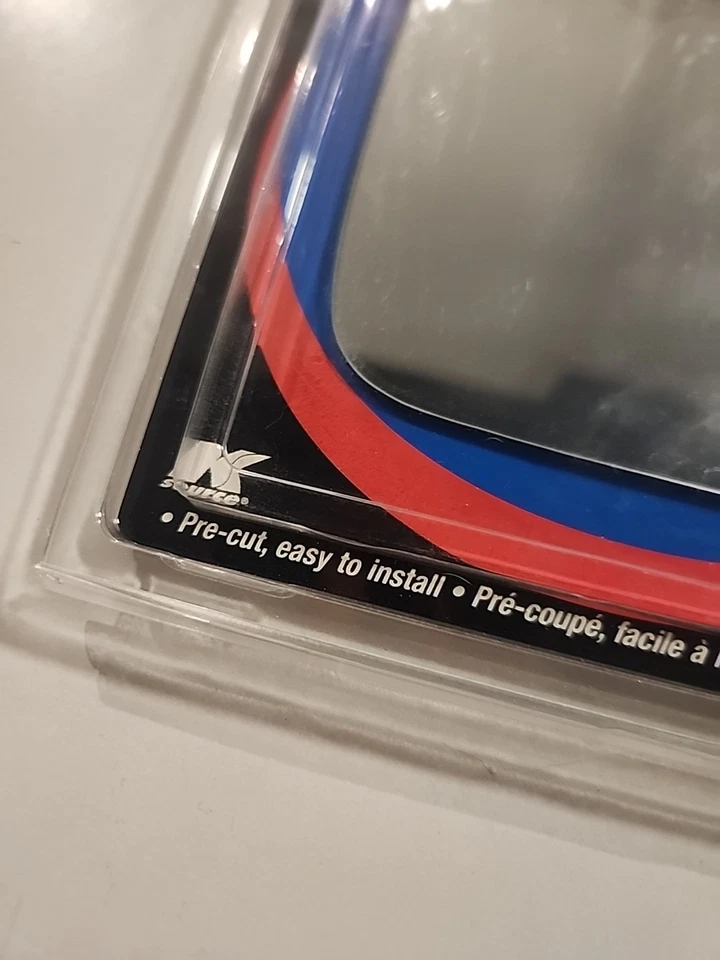 source®
• Pre-cut, easy to install • Pré-coupé, facile à